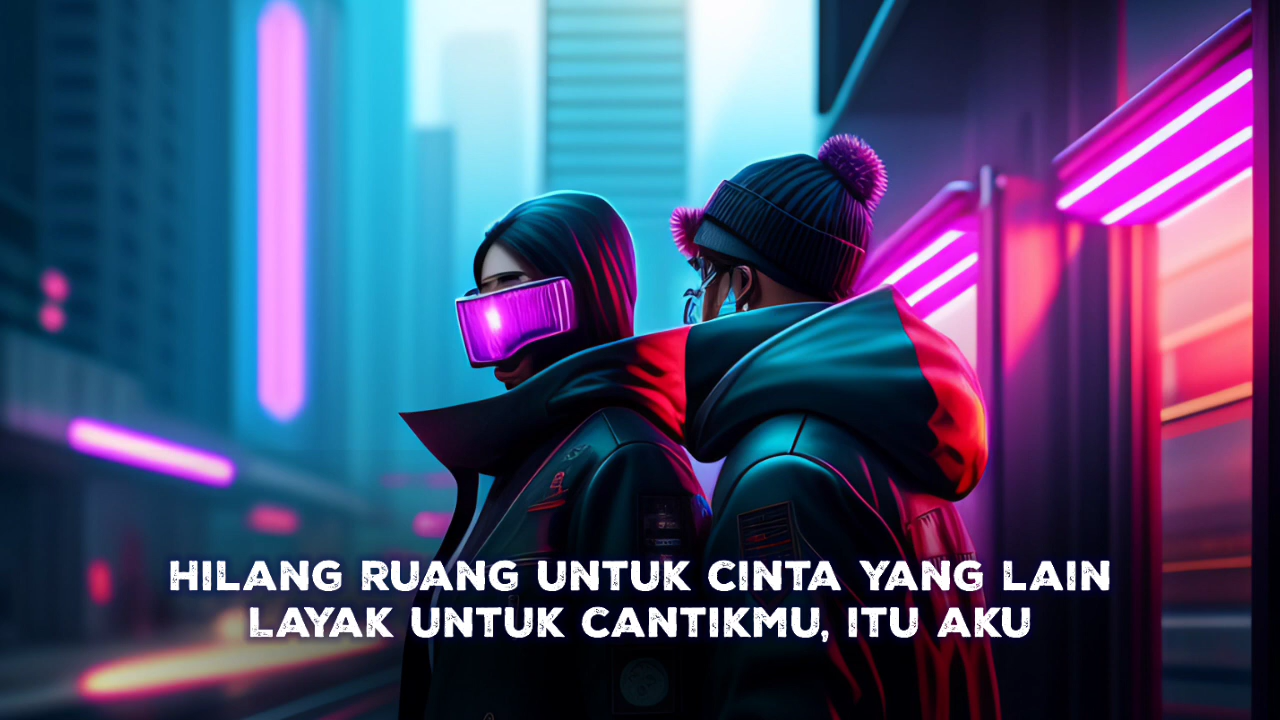 HILANG RUANG UNTUK CINTA YANG LAIN
LAYAK UNTUK CANTIKMU, ITU AKU